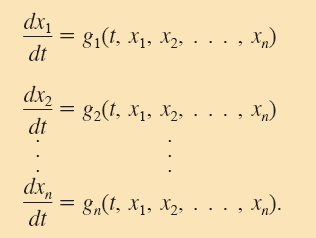 dx₁/dt = g₁(t, x₁, x₂, . . . , xₙ)
dx₂/dt = g₂(t, x₁, x₂, . . . , xₙ)
. .
. .
. .
dxₙ/dt = gₙ(t, x₁, x₂, . . . , xₙ).